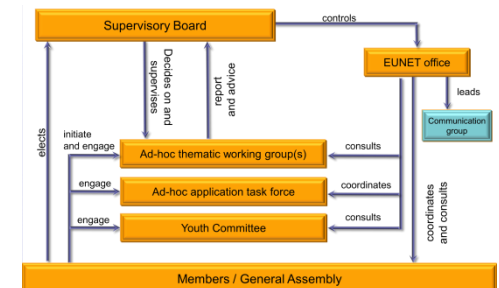 Supervisory Board
controls
EUNET office
leads
Communication
group
Decides on and
supervises
report
and advice
elects
initiate
and engage
Ad-hoc thematic working group(s)
consults
engage
Ad-hoc application task force
coordinates
engage
Youth Committee
consults
coordinates
and consults
Members / General Assembly